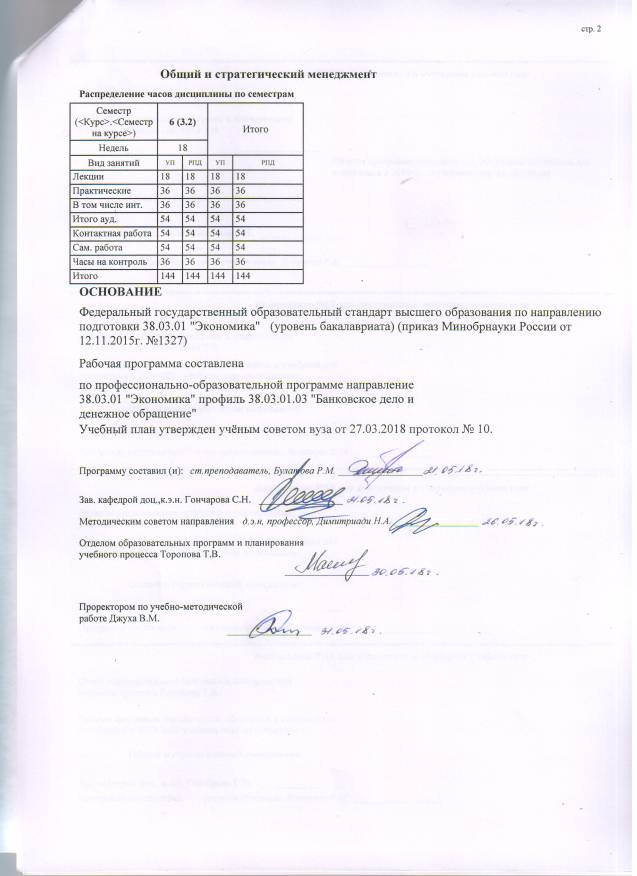 стр. 2
Общий и стратегический менеджмент
Распределение часов дисциплины по семестрам
Семестр
(<Курс>.<Семестр
на курсе>)
6 (3.2)
Итого
Недель 18
Вид занятий УП РПД УП РПД
Лекции 18 18 18 18
Практические 36 36 36 36
В том числе инт. 36 36 36 36
Итого ауд. 54 54 54 54
Контактная работа 54 54 54 54
Сам. работа 54 54 54 54
Часы на контроль 36 36 36 36
Итого 144 144 144 144
ОСНОВАНИЕ
Федеральный государственный образовательный стандарт высшего образования по направлению
подготовки 38.03.01 "Экономика" (уровень бакалавриата) (приказ Минобрнауки России от
12.11.2015г. №1327)
Рабочая программа составлена
по профессионально-образовательной программе направление
38.03.01 "Экономика" профиль 38.03.01.03 "Банковское дело и
денежное обращение"
Учебный план утвержден учёным советом вуза от 27.03.2018 протокол № 10.
Программу составил (и): ст.преподаватель, Булатова Р.М. 21.05.18г.
Зав. кафедрой доц.,к.э.н. Гончарова С.Н. 21.05.18г.
Методическим советом направления д.э.н, профессор, Димитриади Н.А. 26.05.18г.
Отделом образовательных программ и планирования
учебного процесса Торопова Т.В.
30.05.18г.
Проректором по учебно-методической
работе Джуха В.М.
31.05.18г.